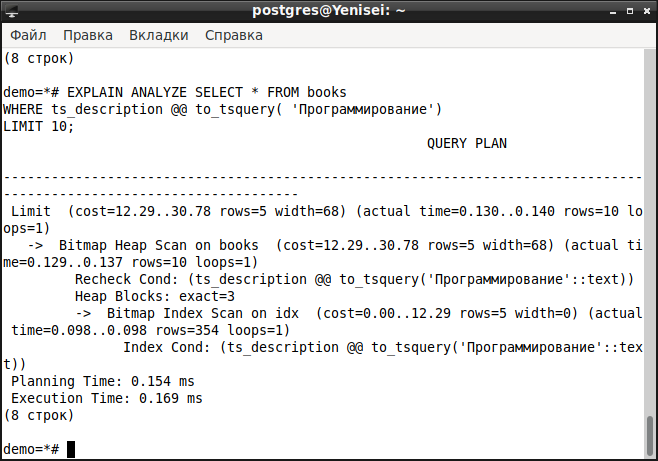 postgres@Yenisei: ~
Файл Правка Вкладки Справка
(8 строк)
demo=*# EXPLAIN ANALYZE SELECT * FROM books
WHERE ts_description @@ to_tsquery( 'Программирование')
LIMIT 10;
QUERY PLAN
--------------------------------------------------------------------------------
-------------------------------------
Limit  (cost=12.29..30.78 rows=5 width=68) (actual time=0.130..0.140 rows=10 lo
ops=1)
->  Bitmap Heap Scan on books  (cost=12.29..30.78 rows=5 width=68) (actual ti
me=0.129..0.137 rows=10 loops=1)
Recheck Cond: (ts_description @@ to_tsquery('Программирование'::text))
Heap Blocks: exact=3
->  Bitmap Index Scan on idx  (cost=0.00..12.29 rows=5 width=0) (actual
time=0.098..0.098 rows=354 loops=1)
Index Cond: (ts_description @@ to_tsquery('Программирование'::tex
t))
Planning Time: 0.154 ms
Execution Time: 0.169 ms
(8 строк)
demo=*#